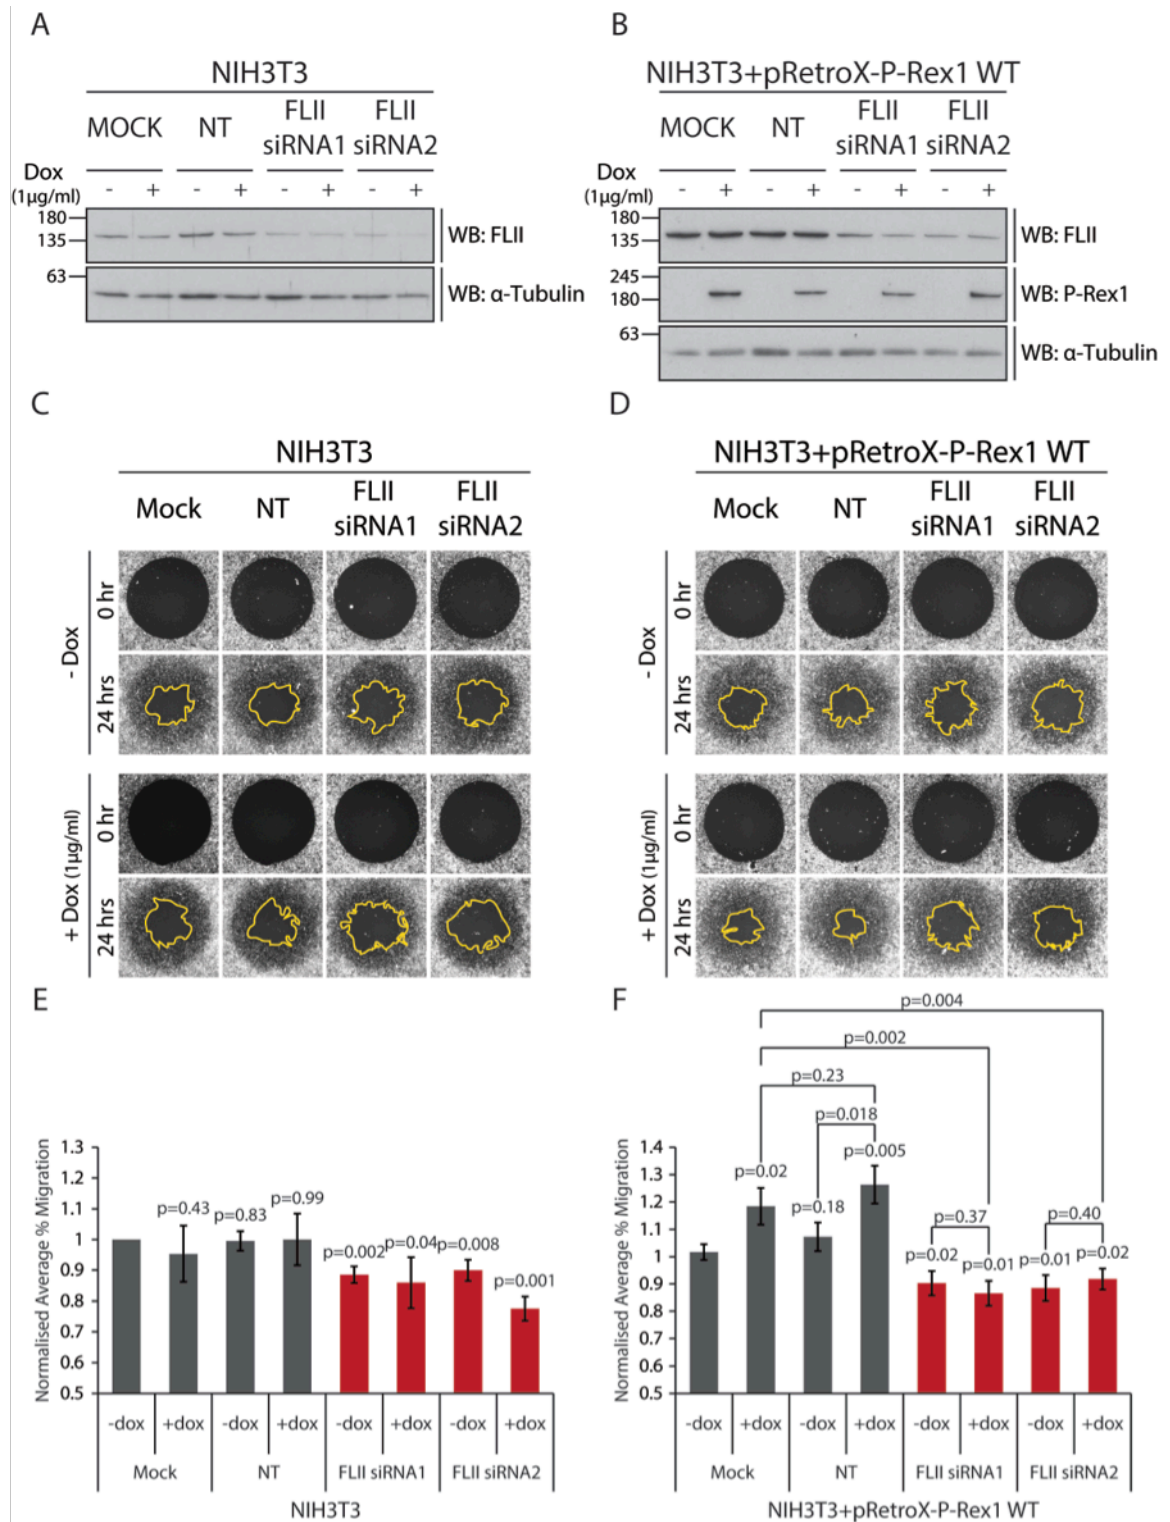 A
NIH3T3
MOCK NT FLII siRNA1 FLII siRNA2
Dox (1μg/ml) - + - + - + - +
180
135
WB: FLII
63
WB: α-Tubulin
B
NIH3T3+pRetroX-P-Rex1 WT
MOCK NT FLII siRNA1 FLII siRNA2
Dox (1μg/ml) - + - + - + - +
180
135
WB: FLII
245
180
WB: P-Rex1
63
WB: α-Tubulin
C
NIH3T3
Mock NT FLII siRNA1 FLII siRNA2
- Dox
0 hr
24 hrs
+ Dox (1μg/ml)
0 hr
24 hrs
D
NIH3T3+pRetroX-P-Rex1 WT
Mock NT FLII siRNA1 FLII siRNA2
- Dox
0 hr
24 hrs
+ Dox (1μg/ml)
0 hr
24 hrs
E
Normalised Average % Migration
1.3
1.2
1.1
1
0.9
0.8
0.7
0.6
0.5
p=0.43 p=0.83 p=0.99 p=0.002 p=0.04 p=0.008 p=0.001
-dox +dox -dox +dox -dox +dox -dox +dox
Mock NT FLII siRNA1 FLII siRNA2
NIH3T3
F
p=0.004
p=0.002
p=0.23
p=0.018
Normalised Average % Migration
1.4
1.3
1.2
1.1
1
0.9
0.8
0.7
0.6
0.5
p=0.02 p=0.18 p=0.005
p=0.37 p=0.40
p=0.02 p=0.01 p=0.01 p=0.02
-dox +dox -dox +dox -dox +dox -dox +dox
Mock NT FLII siRNA1 FLII siRNA2
NIH3T3+pRetroX-P-Rex1 WT